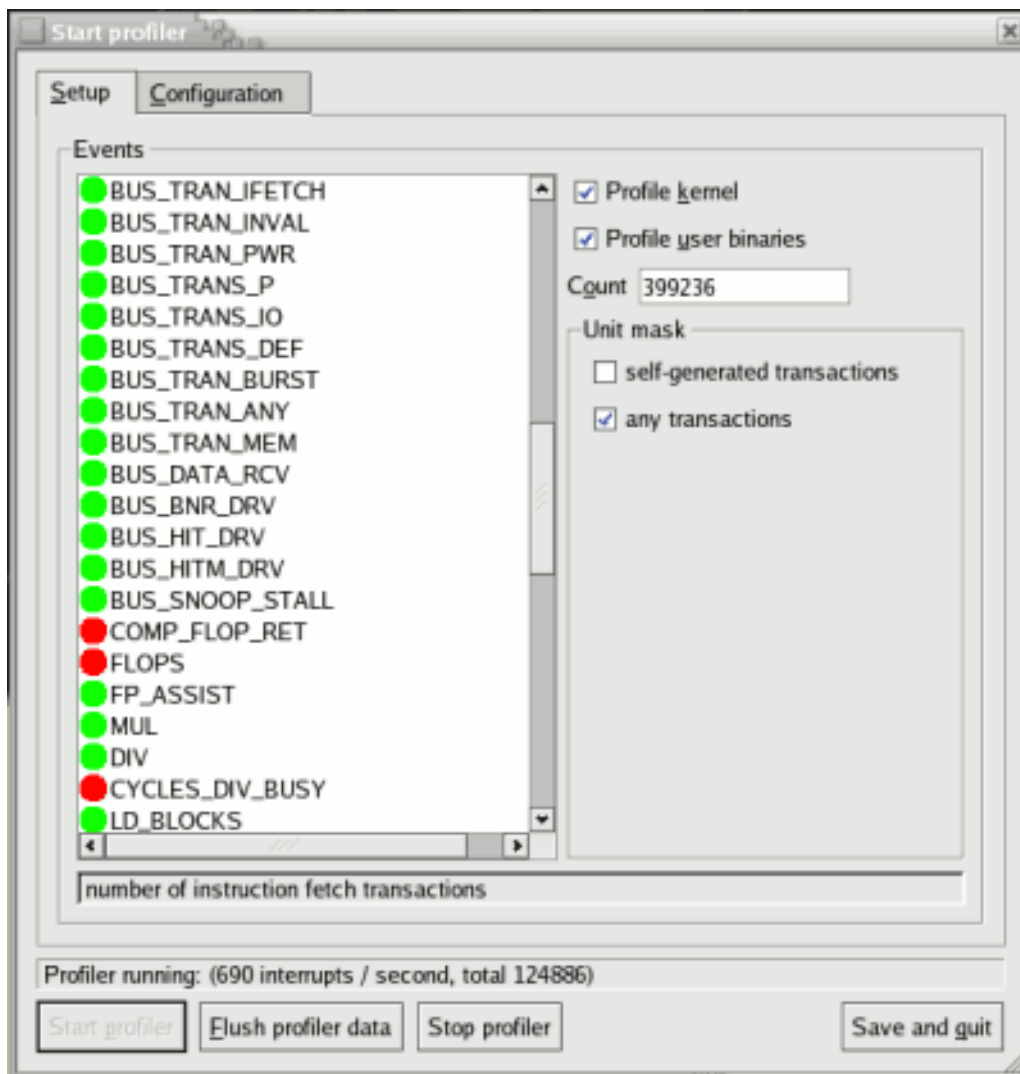 Start profiler
Setup
Configuration
Events
BUS_TRAN_IFETCH
BUS_TRAN_INVAL
BUS_TRAN_PWR
BUS_TRANS_P
BUS_TRANS_IO
BUS_TRANS_DEF
BUS_TRAN_BURST
BUS_TRAN_ANY
BUS_TRAN_MEM
BUS_DATA_RCV
BUS_BNR_DRV
BUS_HIT_DRV
BUS_HITM_DRV
BUS_SNOOP_STALL
COMP_FLOP_RET
FLOPS
FP_ASSIST
MUL
DIV
CYCLES_DIV_BUSY
LD_BLOCKS
Profile kernel
Profile user binaries
Count 399236
Unit mask
self-generated transactions
any transactions
number of instruction fetch transactions
Profiler running: (690 interrupts / second, total 124886)
Start profiler
Flush profiler data
Stop profiler
Save and quit